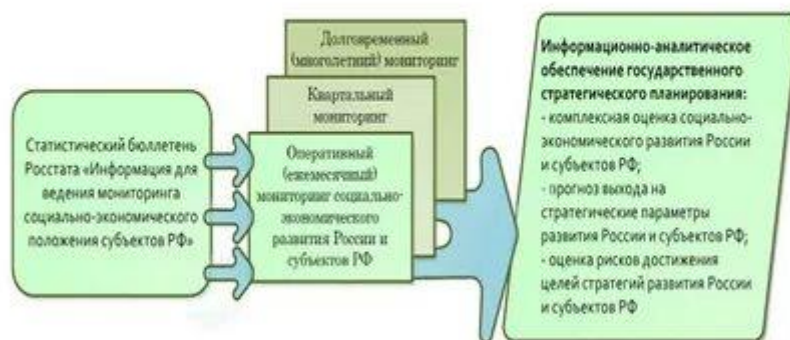 Статистический бюллетень
Росстата «Информация для
ведения мониторинга
социально-экономического
положения субъектов РФ»
Долговременный
(многолетний) мониторинг
Квартальный
мониторинг
Оперативный
(ежемесячный)
мониторинг социально-
экономического
развития России и
субъектов РФ
Информационно-аналитическое
обеспечение государственного
стратегического планирования:
- комплексная оценка социально-
экономического развития России
и субъектов РФ;
- прогноз выхода на
стратегические параметры
развития России и субъектов РФ;
- оценка рисков достижения
целей стратегий развития России
и субъектов РФ